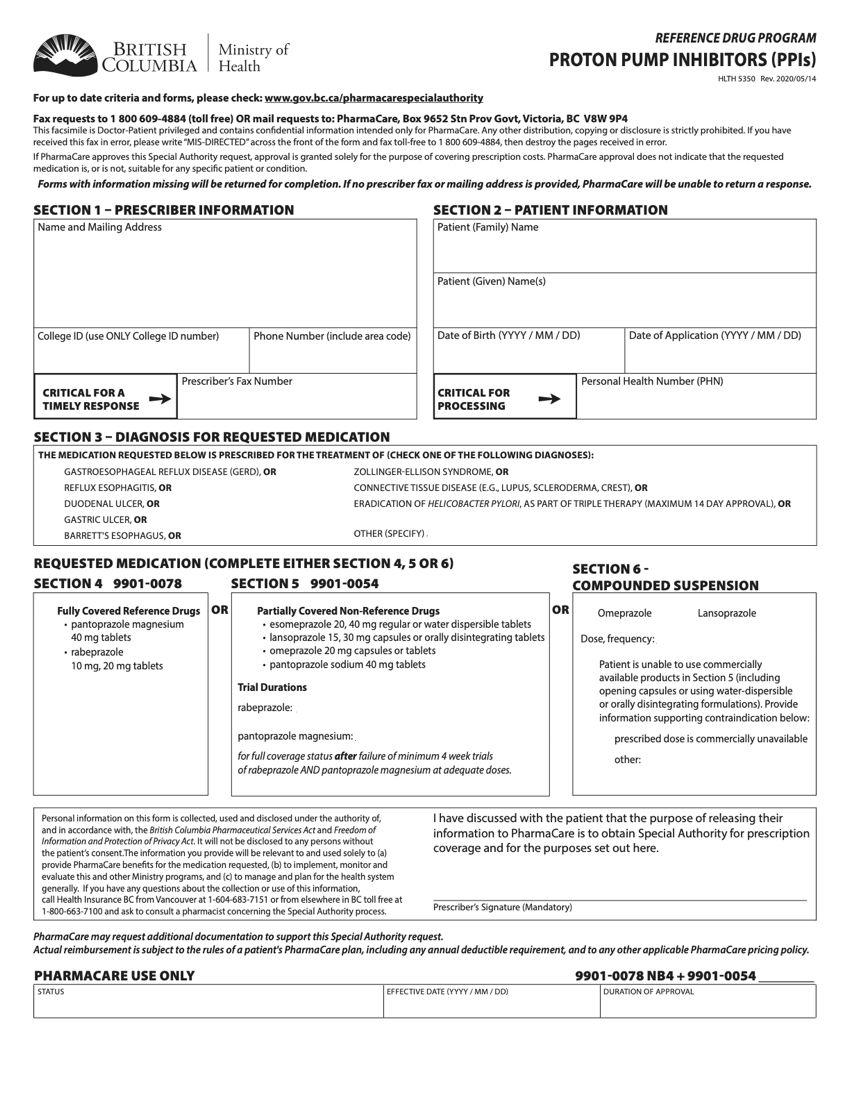 BRITISH COLUMBIA
Ministry of Health
REFERENCE DRUG PROGRAM
PROTON PUMP INHIBITORS (PPIs)
HLTH 5350 Rev. 2020/05/14
For up to date criteria and forms, please check: www.gov.bc.ca/pharmacarespecialauthority
Fax requests to 1 800 609-4884 (toll free) OR mail requests to: PharmaCare, Box 9652 Stn Prov Govt, Victoria, BC V8W 9P4
This facsimile is Doctor-Patient privileged and contains confidential information intended only for PharmaCare. Any other distribution, copying or disclosure is strictly prohibited. If you have
received this fax in error, please write "MIS-DIRECTED" across the front of the form and fax toll-free to 1 800 609-4884, then destroy the pages received in error.
If PharmaCare approves this Special Authority request, approval is granted solely for the purpose of covering prescription costs. PharmaCare approval does not indicate that the requested
medication is, or is not, suitable for any specific patient or condition.
Forms with information missing will be returned for completion. If no prescriber fax or mailing address is provided, PharmaCare will be unable to return a response.
SECTION 1 – PRESCRIBER INFORMATION
Name and Mailing Address
College ID (use ONLY College ID number)
Phone Number (include area code)
CRITICAL FOR A
TIMELY RESPONSE
Prescriber's Fax Number
SECTION 2 – PATIENT INFORMATION
Patient (Family) Name
Patient (Given) Name(s)
Date of Birth (YYYY / MM / DD)
Date of Application (YYYY / MM / DD)
CRITICAL FOR
PROCESSING
Personal Health Number (PHN)
SECTION 3 – DIAGNOSIS FOR REQUESTED MEDICATION
THE MEDICATION REQUESTED BELOW IS PRESCRIBED FOR THE TREATMENT OF (CHECK ONE OF THE FOLLOWING DIAGNOSES):
GASTROESOPHAGEAL REFLUX DISEASE (GERD), OR
REFLUX ESOPHAGITIS, OR
DUODENAL ULCER, OR
GASTRIC ULCER, OR
BARRETT'S ESOPHAGUS, OR
ZOLLINGER-ELLISON SYNDROME, OR
CONNECTIVE TISSUE DISEASE (E.G., LUPUS, SCLERODERMA, CREST), OR
ERADICATION OF HELICOBACTER PYLORI, AS PART OF TRIPLE THERAPY (MAXIMUM 14 DAY APPROVAL), OR
OTHER (SPECIFY)
REQUESTED MEDICATION (COMPLETE EITHER SECTION 4, 5 OR 6)
SECTION 4 9901-0078
Fully Covered Reference Drugs
• pantoprazole magnesium
40 mg tablets
• rabeprazole
10 mg, 20 mg tablets
OR
SECTION 5 9901-0054
Partially Covered Non-Reference Drugs
• esomeprazole 20, 40 mg regular or water dispersible tablets
• lansoprazole 15, 30 mg capsules or orally disintegrating tablets
• omeprazole 20 mg capsules or tablets
• pantoprazole sodium 40 mg tablets
Trial Durations
rabeprazole:
pantoprazole magnesium:
for full coverage status after failure of minimum 4 week trials
of rabeprazole AND pantoprazole magnesium at adequate doses.
OR
SECTION 6 -
COMPOUNDED SUSPENSION
Omeprazole Lansoprazole
Dose, frequency:
Patient is unable to use commercially
available products in Section 5 (including
opening capsules or using water-dispersible
or orally disintegrating formulations). Provide
information supporting contraindication below:
prescribed dose is commercially unavailable
other:
Personal information on this form is collected, used and disclosed under the authority of,
and in accordance with, the British Columbia Pharmaceutical Services Act and Freedom of
Information and Protection of Privacy Act. It will not be disclosed to any persons without
the patient's consent.The information you provide will be relevant to and used solely to (a)
provide PharmaCare benefits for the medication requested, (b) to implement, monitor and
evaluate this and other Ministry programs, and (c) to manage and plan for the health system
generally. If you have any questions about the collection or use of this information,
call Health Insurance BC from Vancouver at 1-604-683-7151 or from elsewhere in BC toll free at
1-800-663-7100 and ask to consult a pharmacist concerning the Special Authority process.
I have discussed with the patient that the purpose of releasing their
information to PharmaCare is to obtain Special Authority for prescription
coverage and for the purposes set out here.
Prescriber's Signature (Mandatory)
PharmaCare may request additional documentation to support this Special Authority request.
Actual reimbursement is subject to the rules of a patient's PharmaCare plan, including any annual deductible requirement, and to any other applicable PharmaCare pricing policy.
PHARMACARE USE ONLY
9901-0078 NB4 + 9901-0054 ________
STATUS
EFFECTIVE DATE (YYYY / MM / DD)
DURATION OF APPROVAL